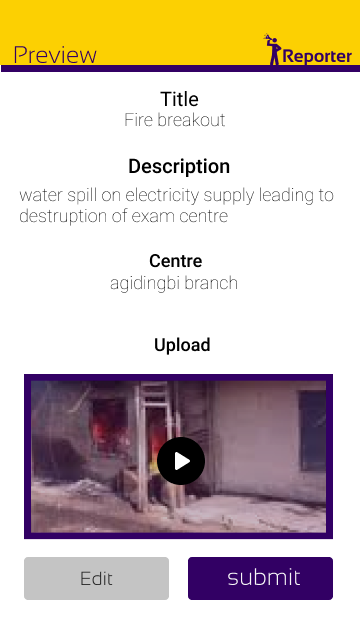 Preview
Reporter
Title
Fire breakout
Description
water spill on electricity supply leading to
destruption of exam centre
Centre
agidingbi branch
Upload
Edit
submit